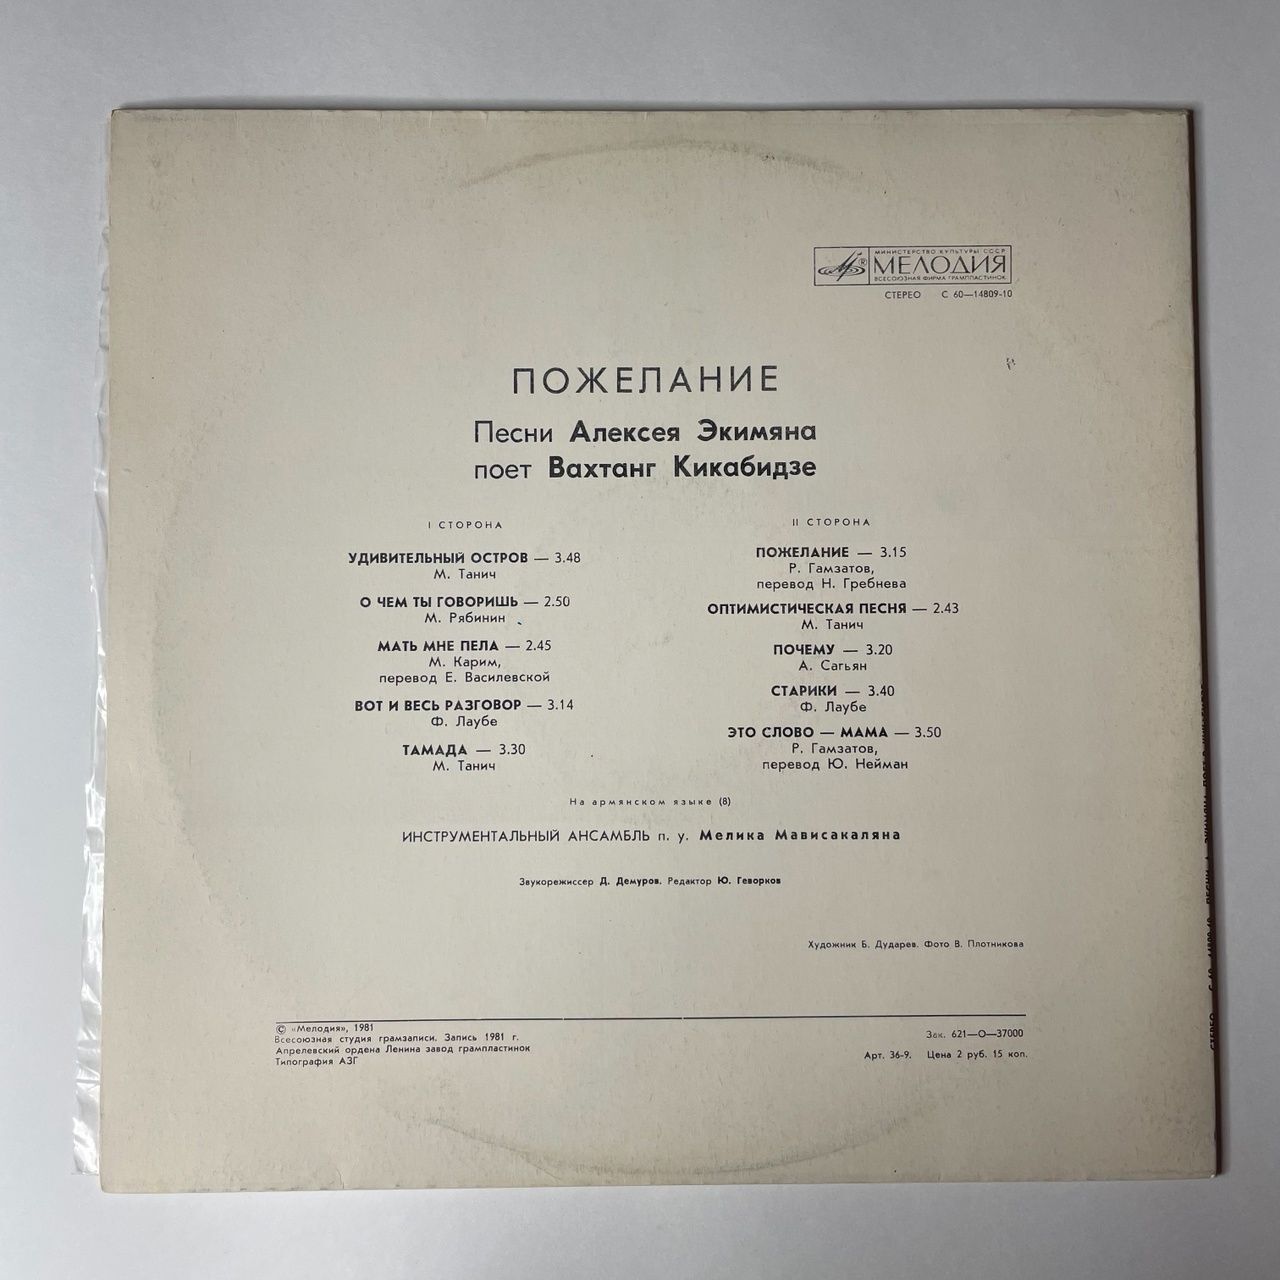 МИНИСТЕРСТВО КУЛЬТУРЫ СССР
МЕЛОДИЯ
ВСЕСОЮЗНАЯ ФИРМА ГРАМПЛАСТИНОК
СТЕРЕО С 60—14809-10
ПОЖЕЛАНИЕ
Песни Алексея Экимяна
поет Вахтанг Кикабидзе
I СТОРОНА
УДИВИТЕЛЬНЫЙ ОСТРОВ — 3.48
М. Танич
О ЧЕМ ТЫ ГОВОРИШЬ — 2.50
М. Рябинин
МАТЬ МНЕ ПЕЛА — 2.45
М. Карим,
перевод Е. Василевской
ВОТ И ВЕСЬ РАЗГОВОР — 3.14
Ф. Лаубе
ТАМАДА — 3.30
М. Танич
II СТОРОНА
ПОЖЕЛАНИЕ — 3.15
Р. Гамзатов,
перевод Н. Гребнева
ОПТИМИСТИЧЕСКАЯ ПЕСНЯ — 2.43
М. Танич
ПОЧЕМУ — 3.20
А. Сагьян
СТАРИКИ — 3.40
Ф. Лаубе
ЭТО СЛОВО — МАМА — 3.50
Р. Гамзатов,
перевод Ю. Нейман
На армянском языке (8)
ИНСТРУМЕНТАЛЬНЫЙ АНСАМБЛЬ п. у. Мелика Мависакаляна
Звукорежиссер Д. Демуров. Редактор Ю. Геворков
Художник Б. Дударев. Фото В. Плотникова
© «Мелодия», 1981
Всесоюзная студия грамзаписи. Запись 1981 г.
Апрелевский ордена Ленина завод грампластинок
Типография АЗГ
Зак. 621—О—37000
Арт. 36-9. Цена 2 руб. 15 коп.
СТЕРЕО